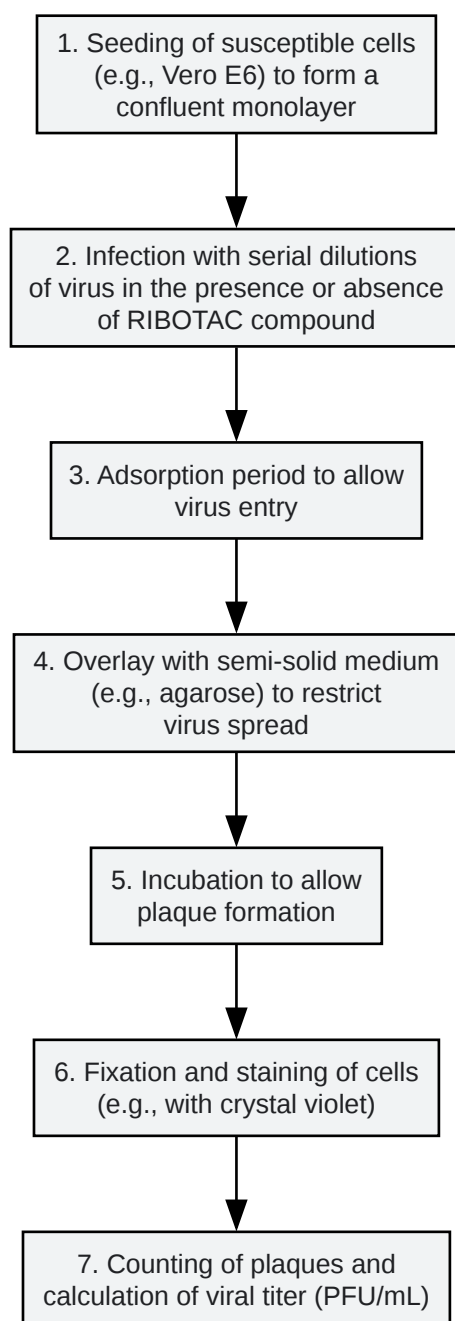 1. Seeding of susceptible cells
(e.g., Vero E6) to form a
confluent monolayer
2. Infection with serial dilutions
of virus in the presence or absence
of RIBOTAC compound
3. Adsorption period to allow
virus entry
4. Overlay with semi-solid medium
(e.g., agarose) to restrict
virus spread
5. Incubation to allow
plaque formation
6. Fixation and staining of cells
(e.g., with crystal violet)
7. Counting of plaques and
calculation of viral titer (PFU/mL)